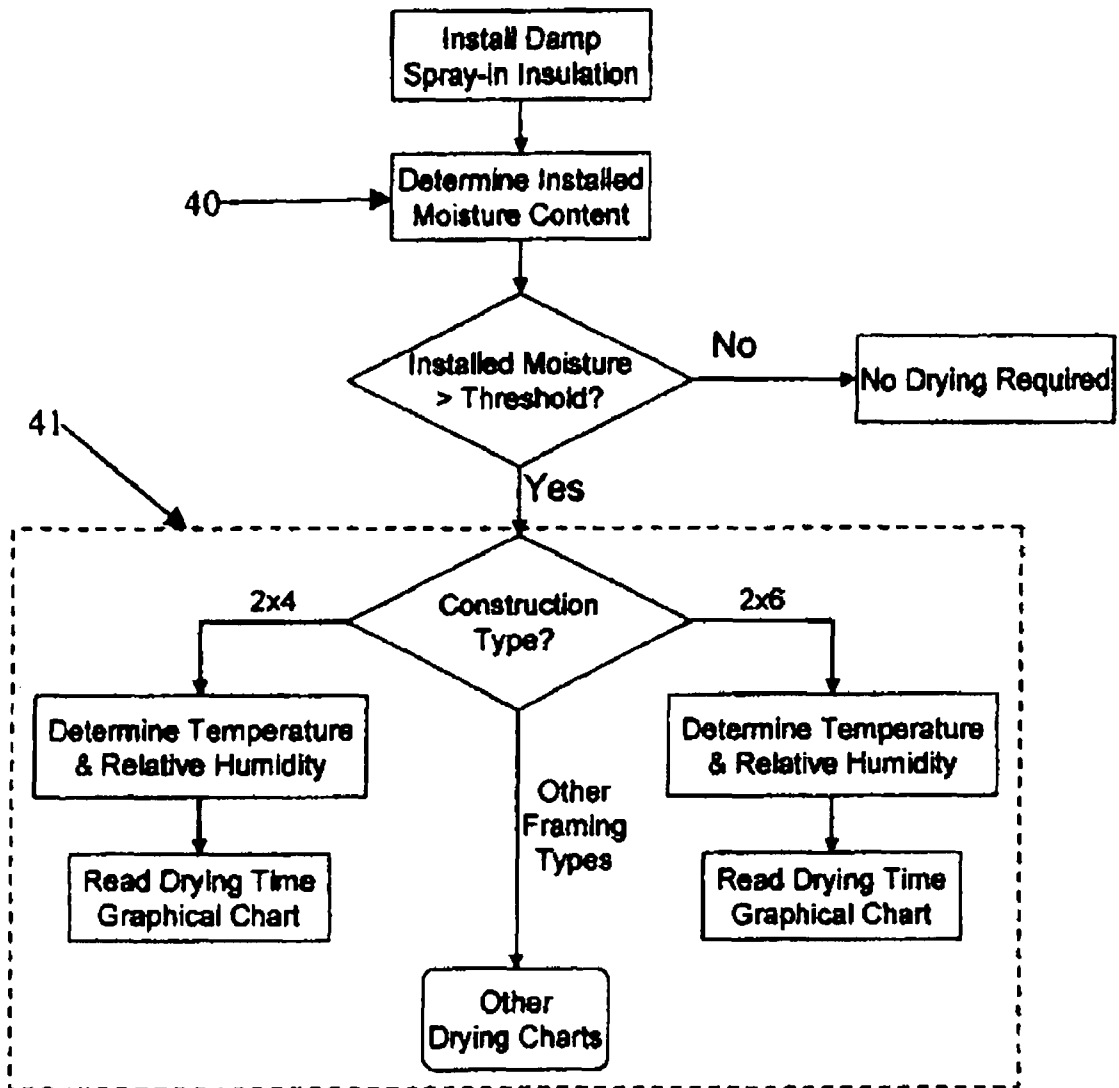 Install Damp
Spray-in Insulation
40
Determine Installed
Moisture Content
Installed Moisture
> Threshold?
No
No Drying Required
41
Yes
2x4
Construction
Type?
2x6
Determine Temperature
& Relative Humidity
Determine Temperature
& Relative Humidity
Other
Framing
Types
Read Drying Time
Graphical Chart
Read Drying Time
Graphical Chart
Other
Drying Charts